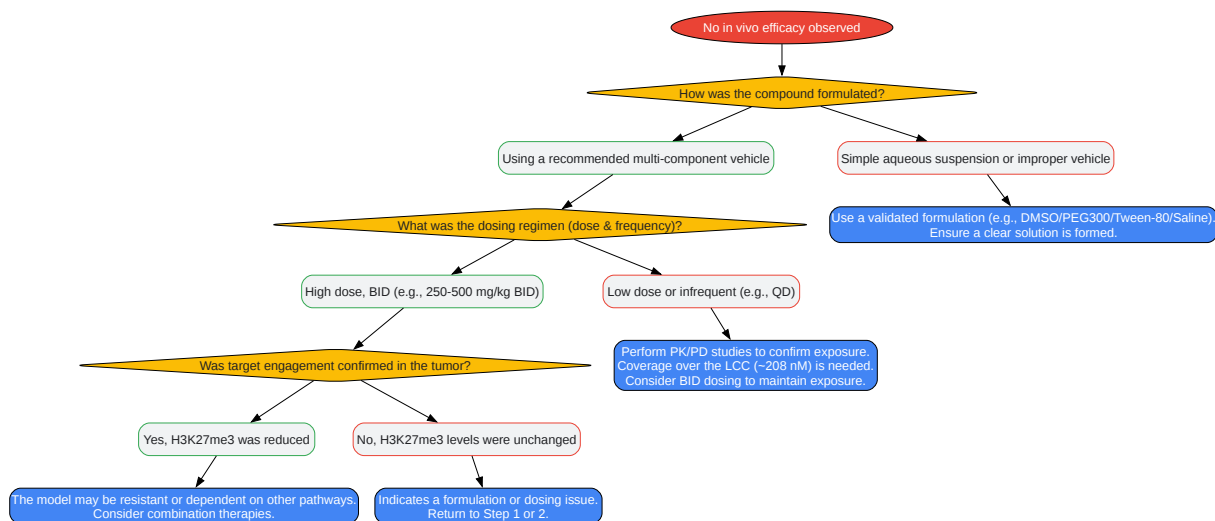 No in vivo efficacy observed
How was the compound formulated?
Using a recommended multi-component vehicle
Simple aqueous suspension or improper vehicle
What was the dosing regimen (dose & frequency)?
Use a validated formulation (e.g., DMSO/PEG300/Tween-80/Saline).
Ensure a clear solution is formed.
High dose, BID (e.g., 250-500 mg/kg BID)
Low dose or infrequent (e.g., QD)
Was target engagement confirmed in the tumor?
Perform PK/PD studies to confirm exposure.
Coverage over the LCC (~208 nM) is needed.
Consider BID dosing to maintain exposure.
Yes, H3K27me3 was reduced
No, H3K27me3 levels were unchanged
The model may be resistant or dependent on other pathways.
Consider combination therapies.
Indicates a formulation or dosing issue.
Return to Step 1 or 2.